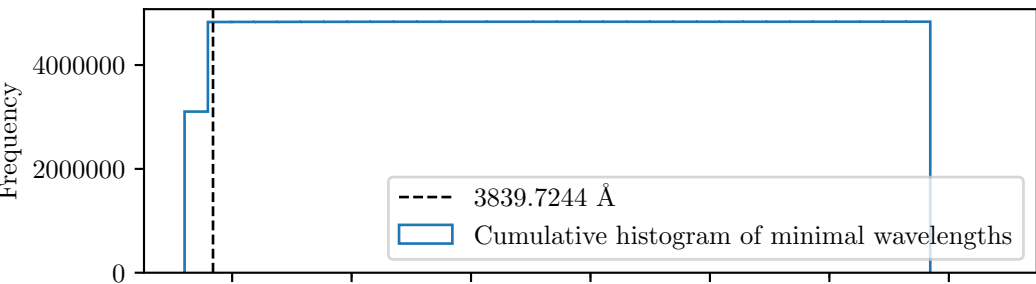 4000000
Frequency
2000000
3839.7244 Å
Cumulative histogram of minimal wavelengths
0